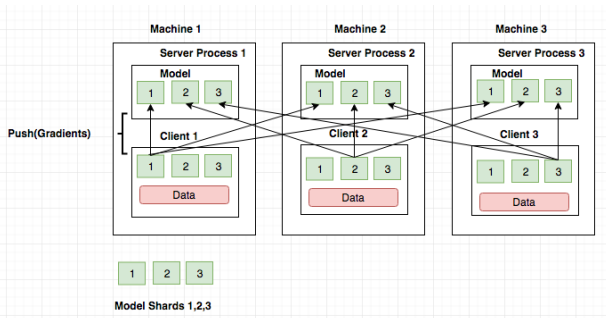 Machine 1 Machine 2 Machine 3
Server Process 1 Server Process 2 Server Process 3
Model Model Model
1 2 3 1 2 3 1 2 3
Push(Gradients)
Client 1 Client 2 Client 3
1 2 3 1 2 3 1 2 3
Data Data Data
1 2 3
Model Shards 1,2,3